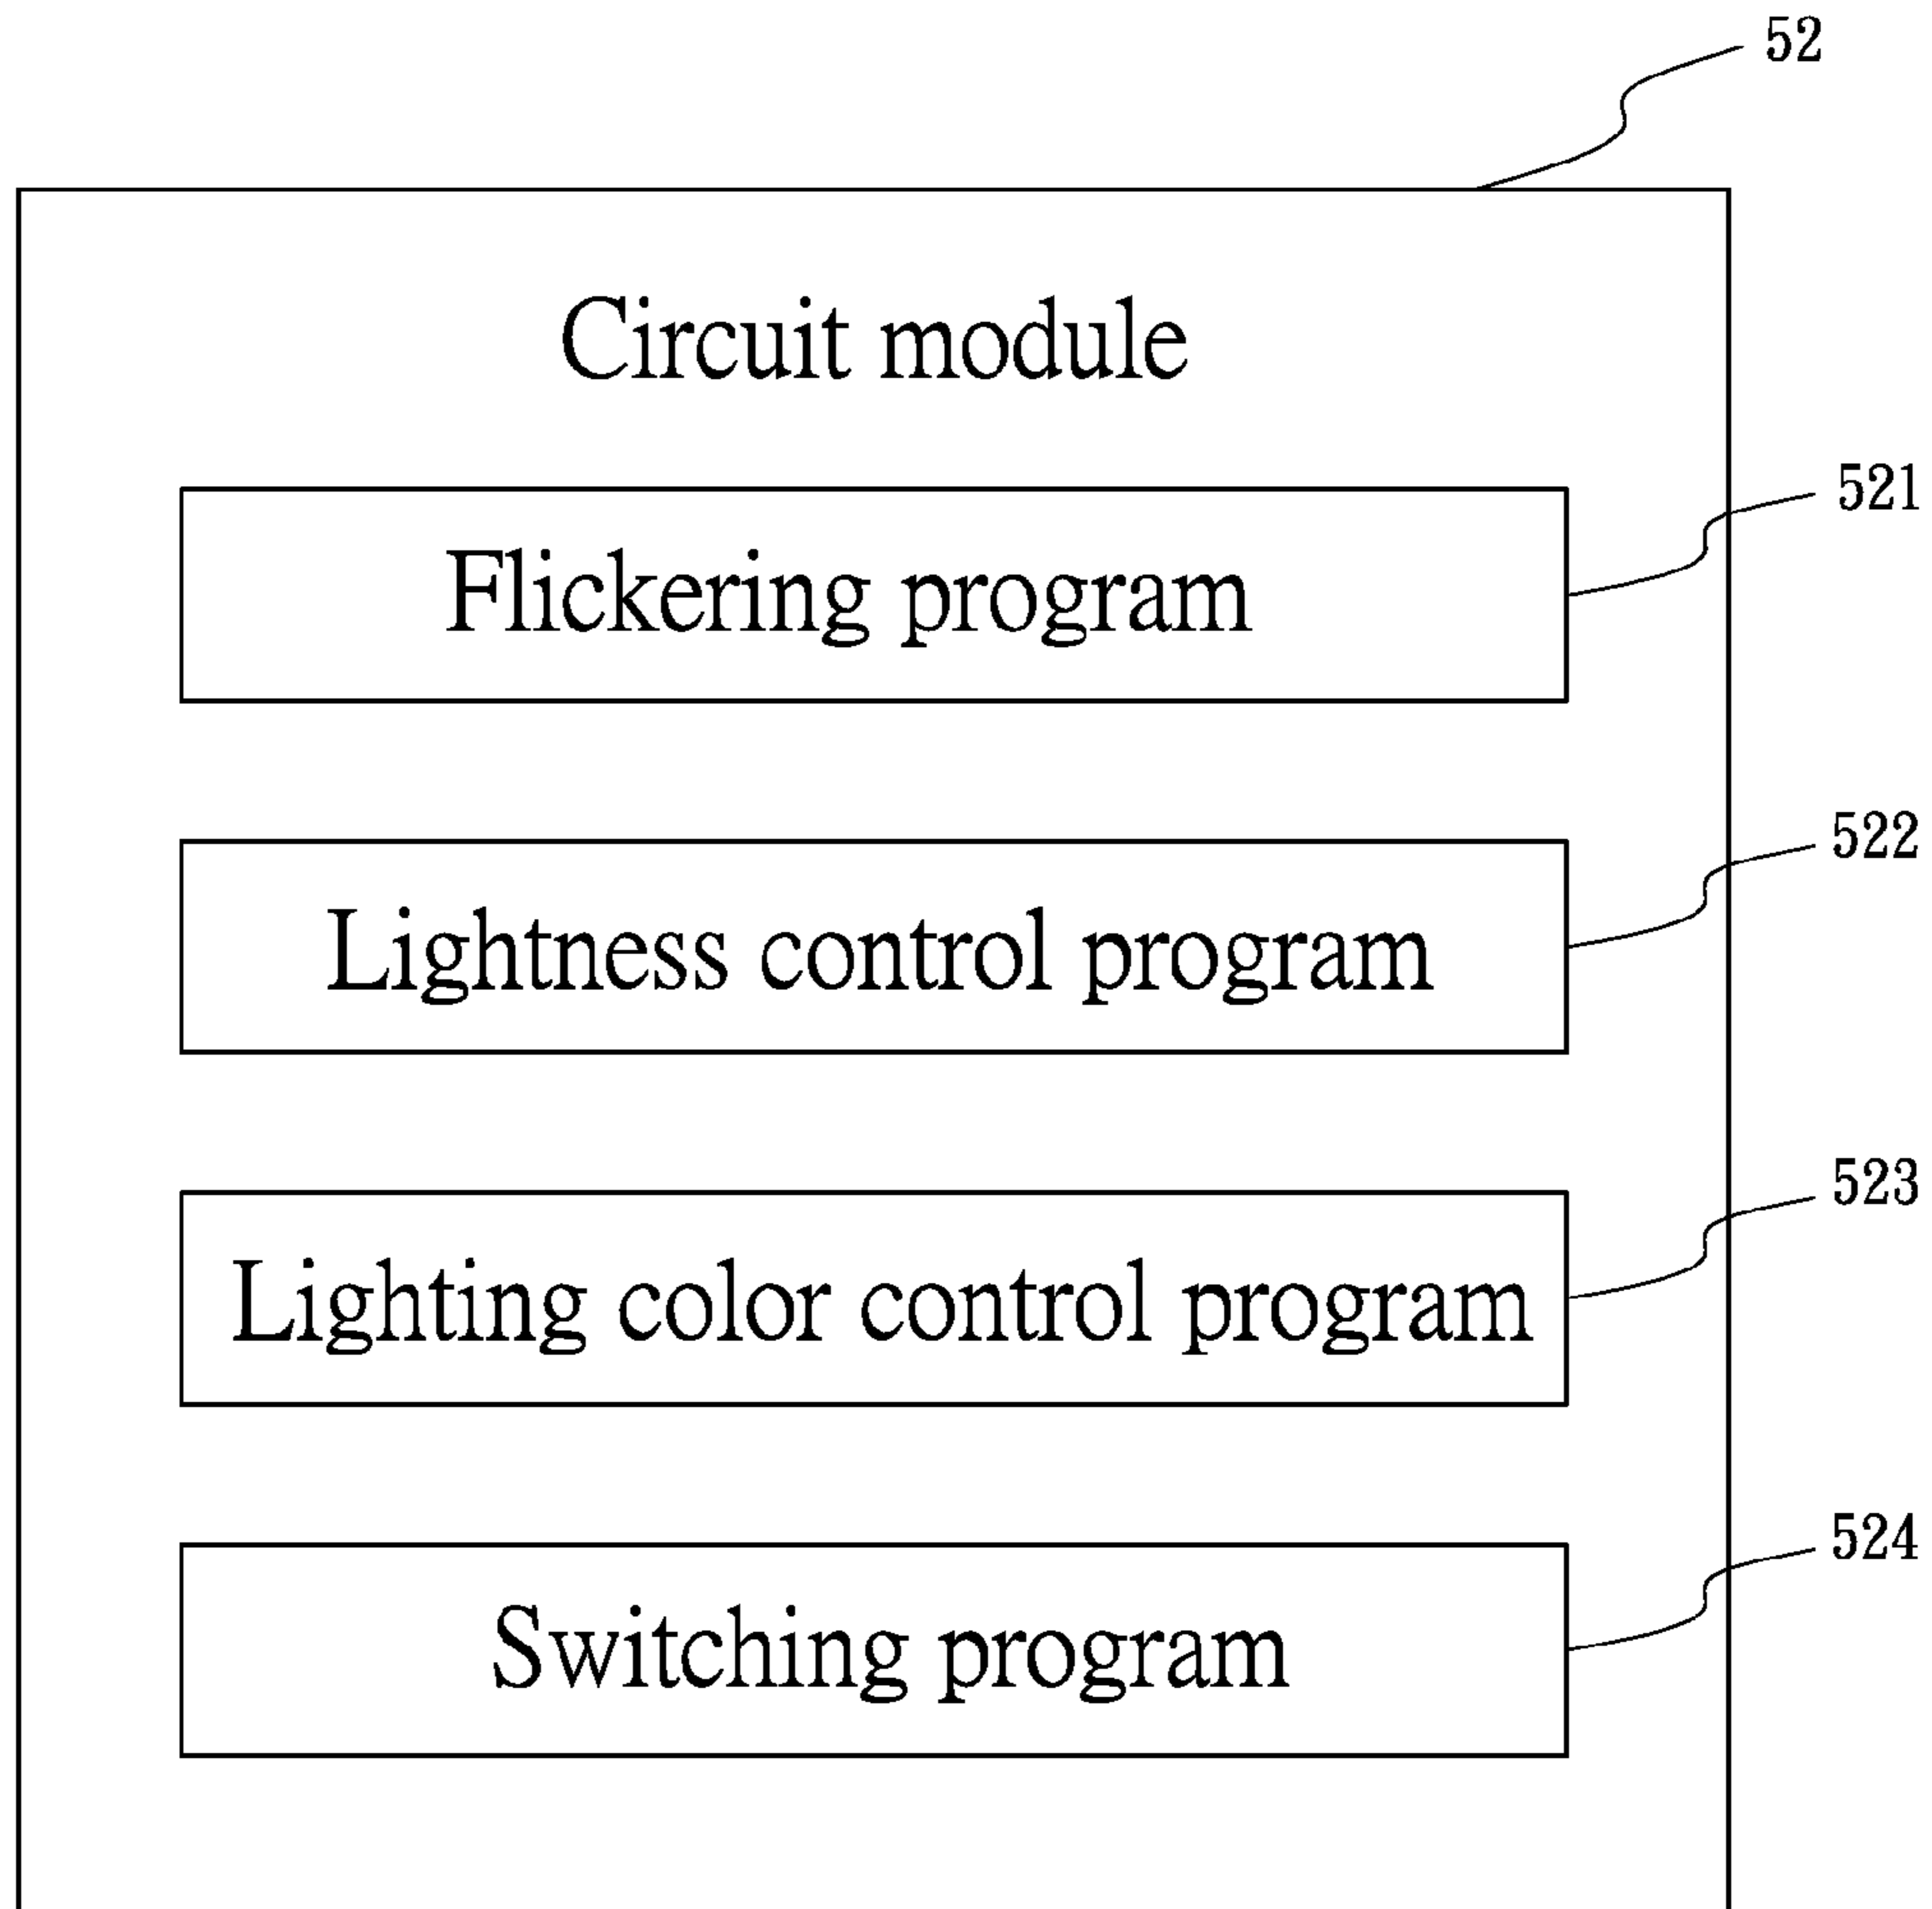 52
Circuit module
521
Flickering program
522
Lightness control program
523
Lighting color control program
524
Switching program